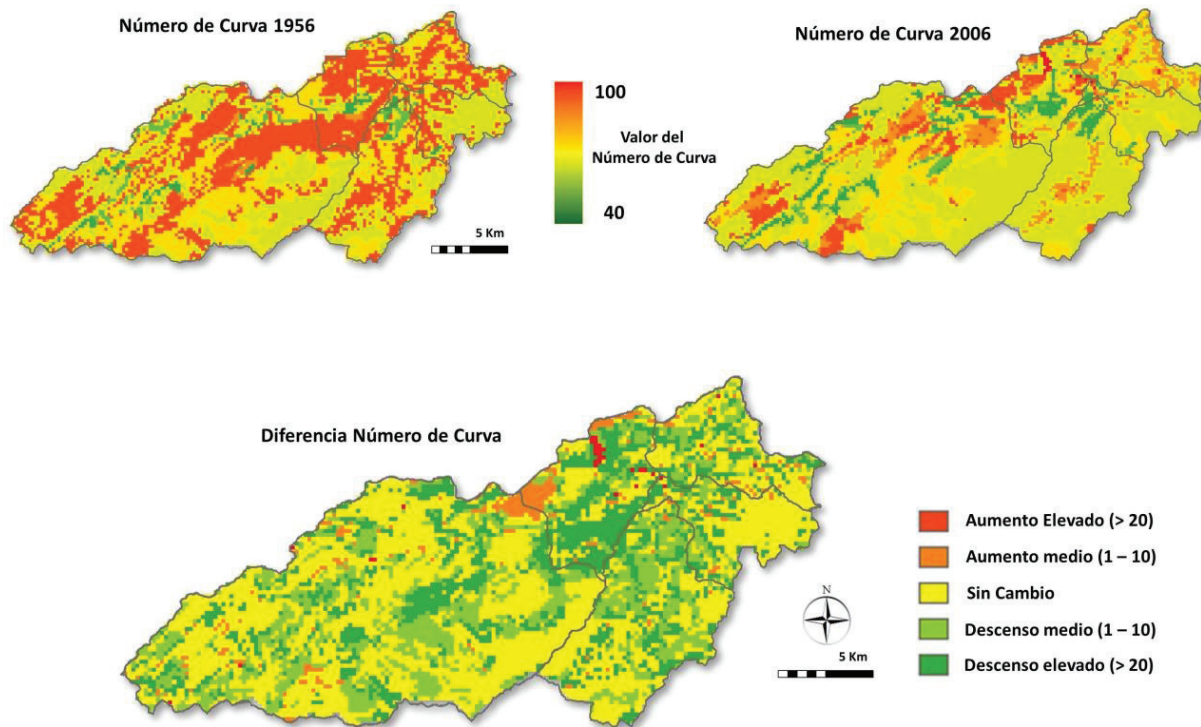 Número de Curva 1956
Número de Curva 2006
100
Valor del
Número de Curva
40
5 Km
5 Km
Diferencia Número de Curva
Aumento Elevado (> 20)
Aumento medio (1 – 10)
Sin Cambio
Descenso medio (1 – 10)
Descenso elevado (> 20)
N
5 Km